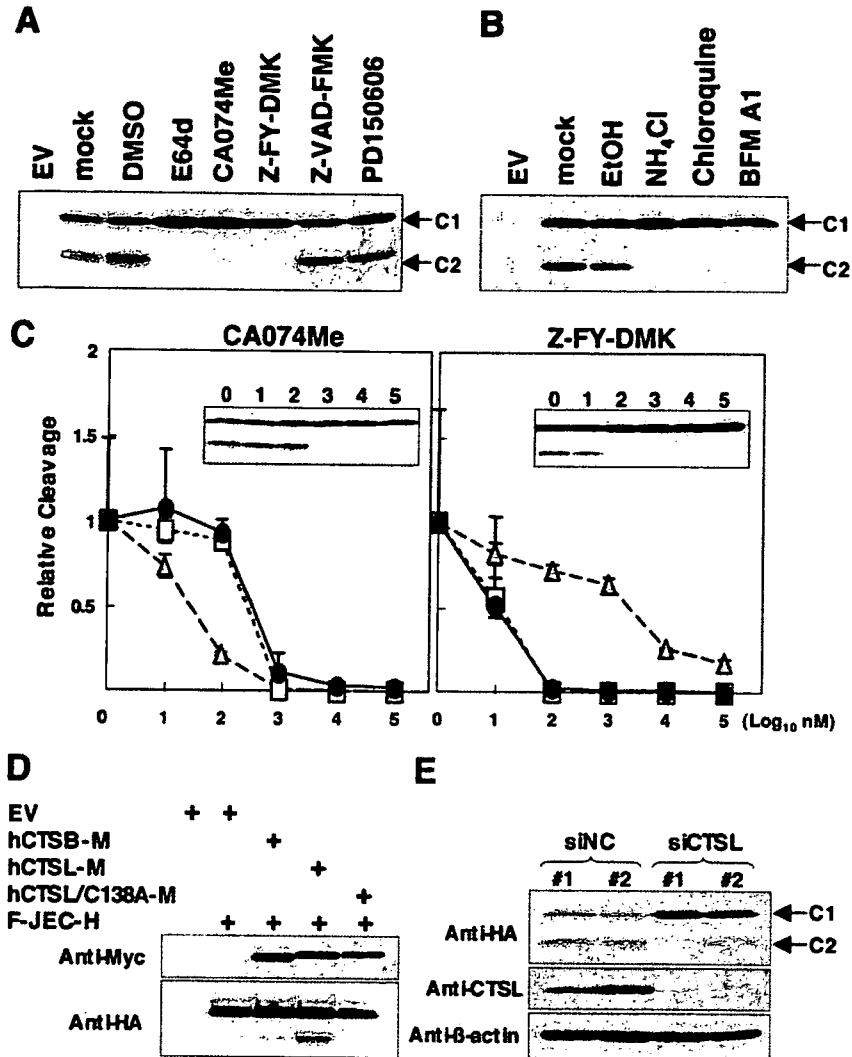 A
EV
mock
DMSO
E64d
CA074Me
Z-FY-DMK
Z-VAD-FMK
PD150606
C1
C2
B
EV
mock
EtOH
NH₄Cl
Chloroquine
BFM A1
C1
C2
C
CA074Me
Z-FY-DMK
Relative Cleavage
2
1.5
1
0.5
0 1 2 3 4 5
0 1 2 3 4 5
0 1 2 3 4 5
0 1 2 3 4 5 (Log₁₀ nM)
D
EV + +
hCTSB-M +
hCTSL-M +
hCTSL/C138A-M +
F-JEC-H + + + +
Anti-Myc
Anti-HA
E
siNC siCTSL
#1 #2 #1 #2
Anti-HA
C1
C2
Anti-CTSL
Anti-ß-actin